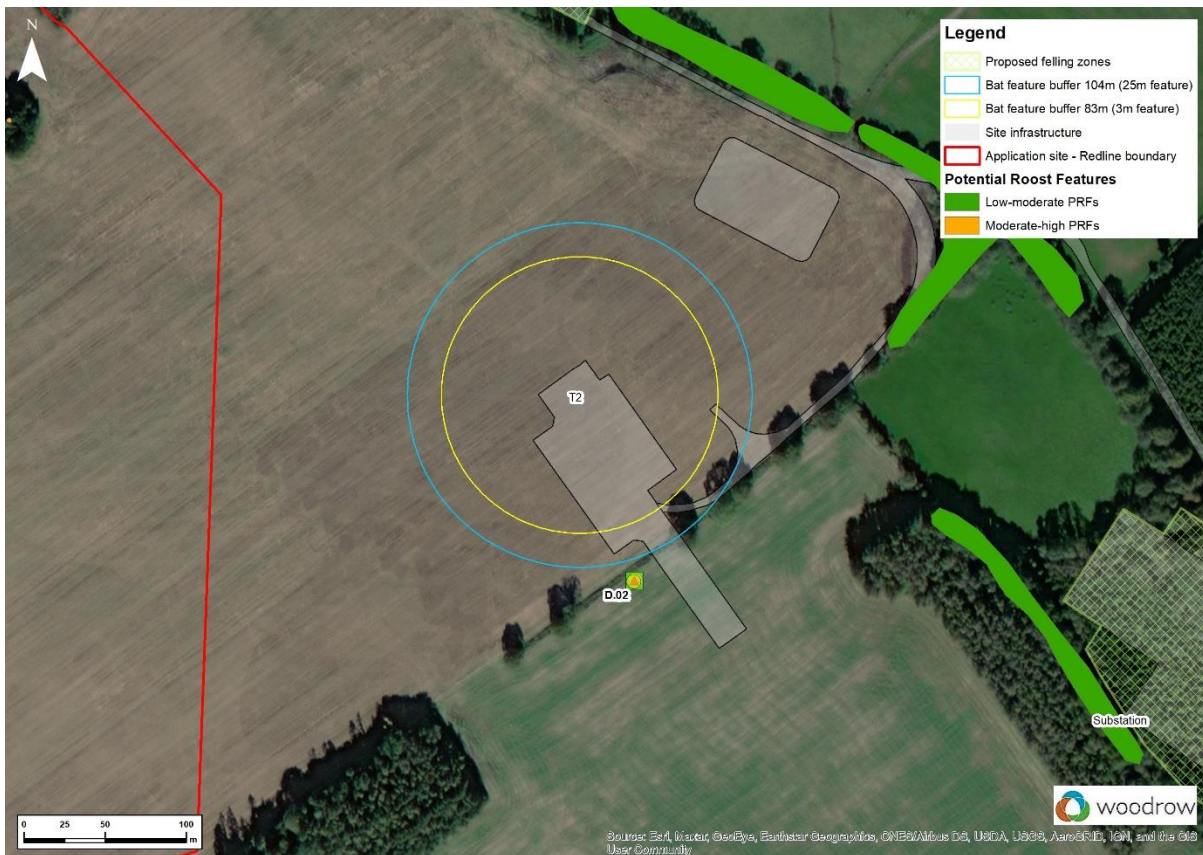 N
Legend
Proposed felling zones
Bat feature buffer 104m (25m feature)
Bat feature buffer 83m (3m feature)
Site infrastructure
Application site - Redline boundary
Potential Roost Features
Low-moderate PRFs
Moderate-high PRFs
T2
D.02
Substation
0 25 50 100
m
woodrow
Source: Esri, Maxar, GeoEye, Earthstar Geographics, CNES/Airbus DS, USDA, USGS, AeroGRID, IGN, and the GIS
User Community